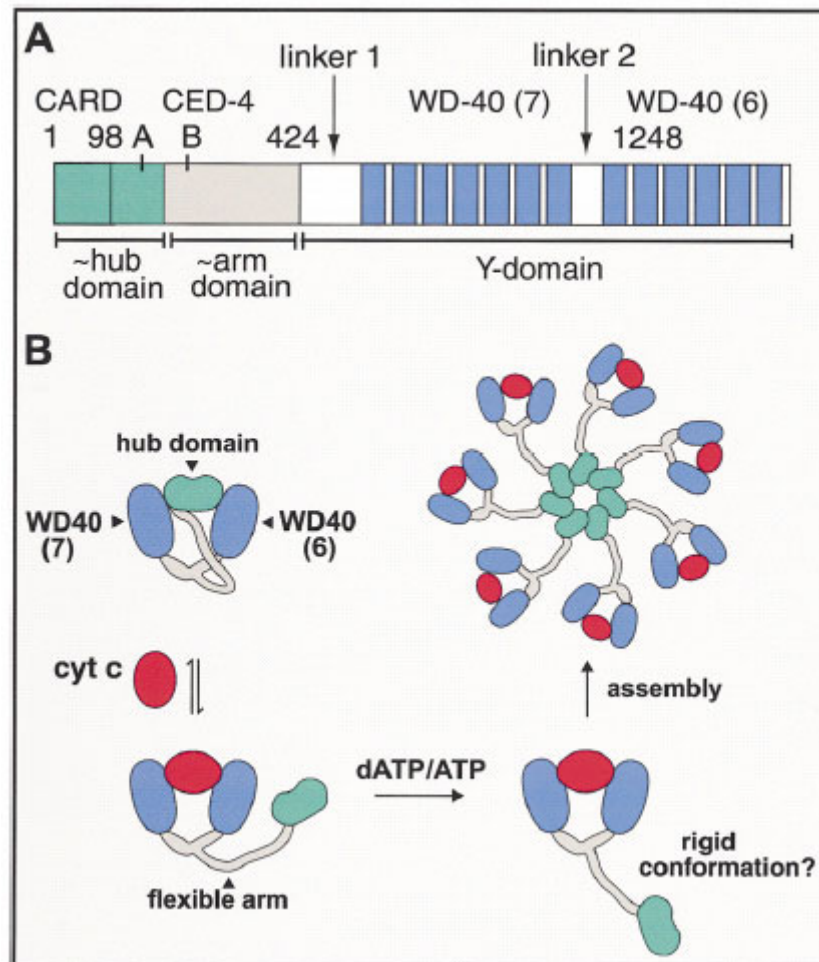 A
linker 1 linker 2
CARD CED-4 WD-40 (7) WD-40 (6)
1 98 A B 424 1248
~hub domain
~arm domain
Y-domain
B
hub domain
WD40 (7)
WD40 (6)
cyt c
assembly
dATP/ATP
rigid conformation?
flexible arm